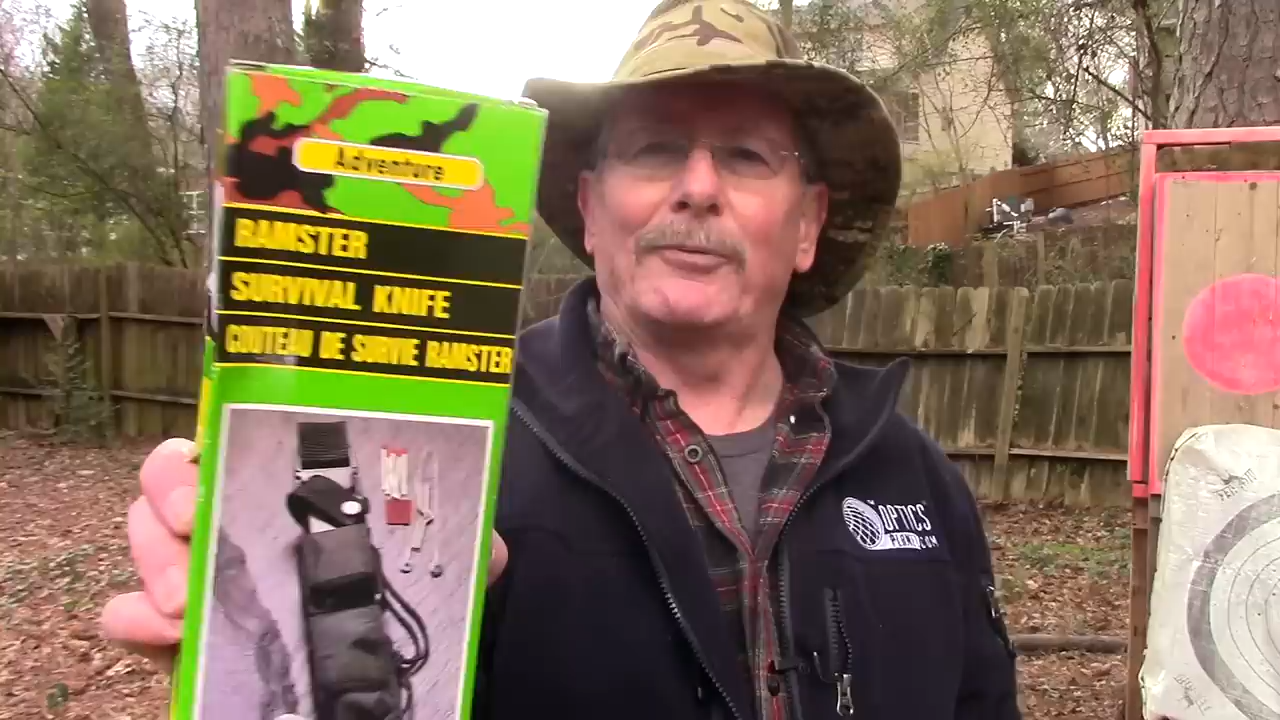 Adventure
RAMSTER
SURVIVAL KNIFE
COUTEAU DE SURVIE RAMSTER
OPTICS
PLANET.COM